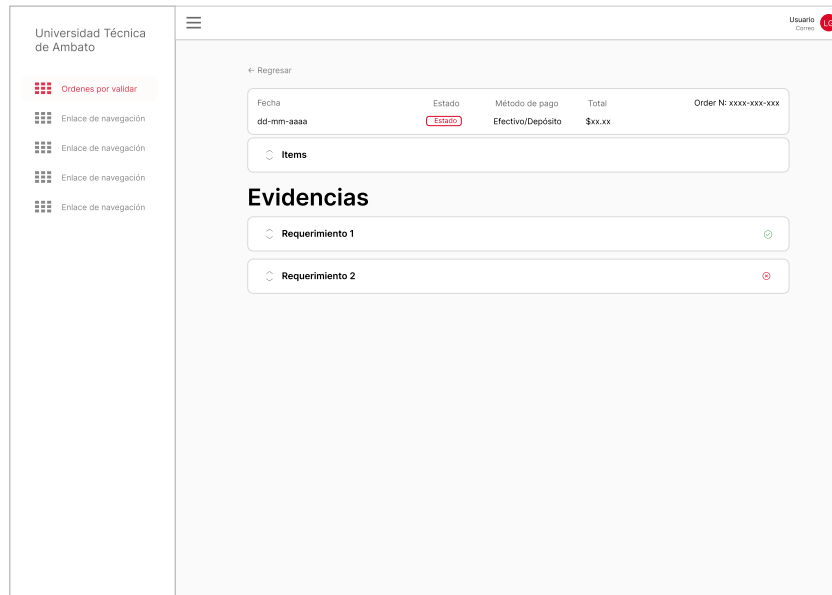 Universidad Técnica
de Ambato
Ordenes por validar
Enlace de navegación
Enlace de navegación
Enlace de navegación
Enlace de navegación
Usuario
Correo
LG
← Regresar
Fecha Estado Método de pago Total Order N: xxxx-xxx-xxx
dd-mm-aaaa Estado Efectivo/Depósito $xx.xx
Items
Evidencias
Requerimiento 1
Requerimiento 2